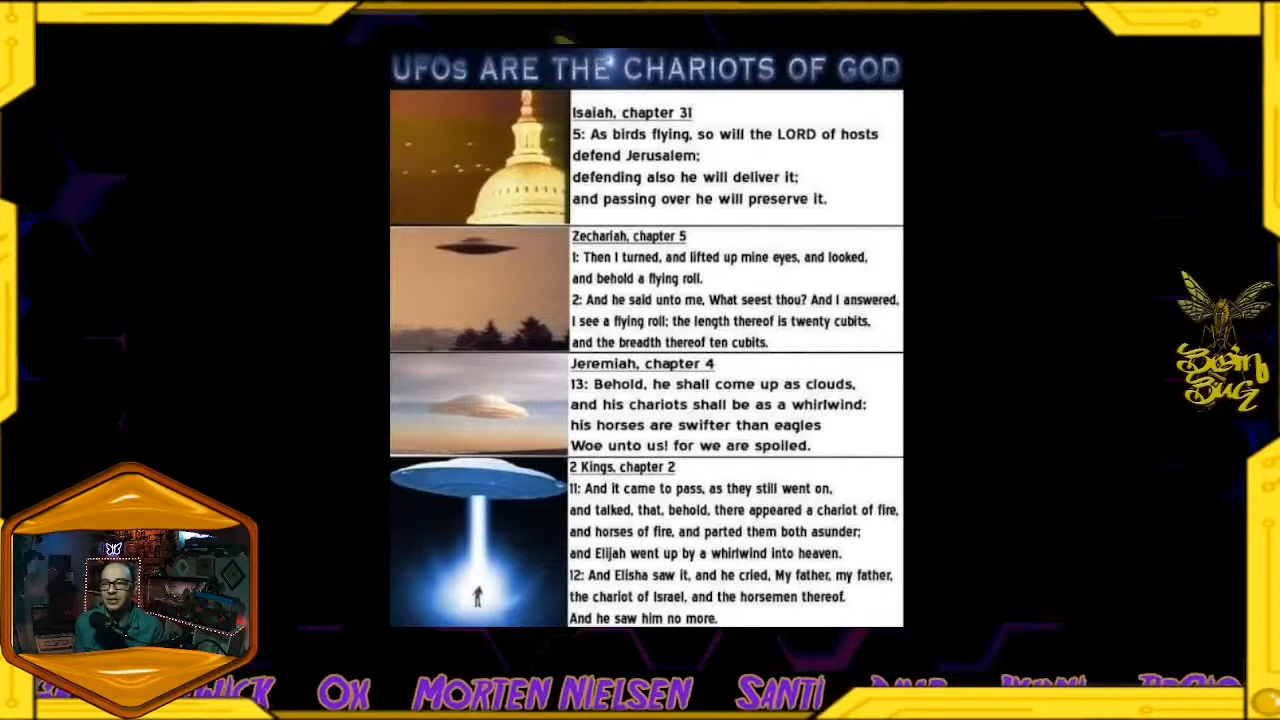 UFOs ARE THE CHARIOTS OF GOD
Isaiah, chapter 31
5: As birds flying, so will the LORD of hosts
defend Jerusalem;
defending also he will deliver it;
and passing over he will preserve it.
Zechariah, chapter 5
1: Then I turned, and lifted up mine eyes, and looked,
and behold a flying roll.
2: And he said unto me, What seest thou? And I answered,
I see a flying roll; the length thereof is twenty cubits,
and the breadth thereof ten cubits.
Jeremiah, chapter 4
13: Behold, he shall come up as clouds,
and his chariots shall be as a whirlwind:
his horses are swifter than eagles
Woe unto us! for we are spoiled.
2 Kings, chapter 2
11: And it came to pass, as they still went on,
and talked, that, behold, there appeared a chariot of fire,
and horses of fire, and parted them both asunder;
and Elijah went up by a whirlwind into heaven.
12: And Elisha saw it, and he cried, My father, my father,
the chariot of Israel, and the horsemen thereof.
And he saw him no more.
Bug
Ox MORTEN NIELSEN SANTI